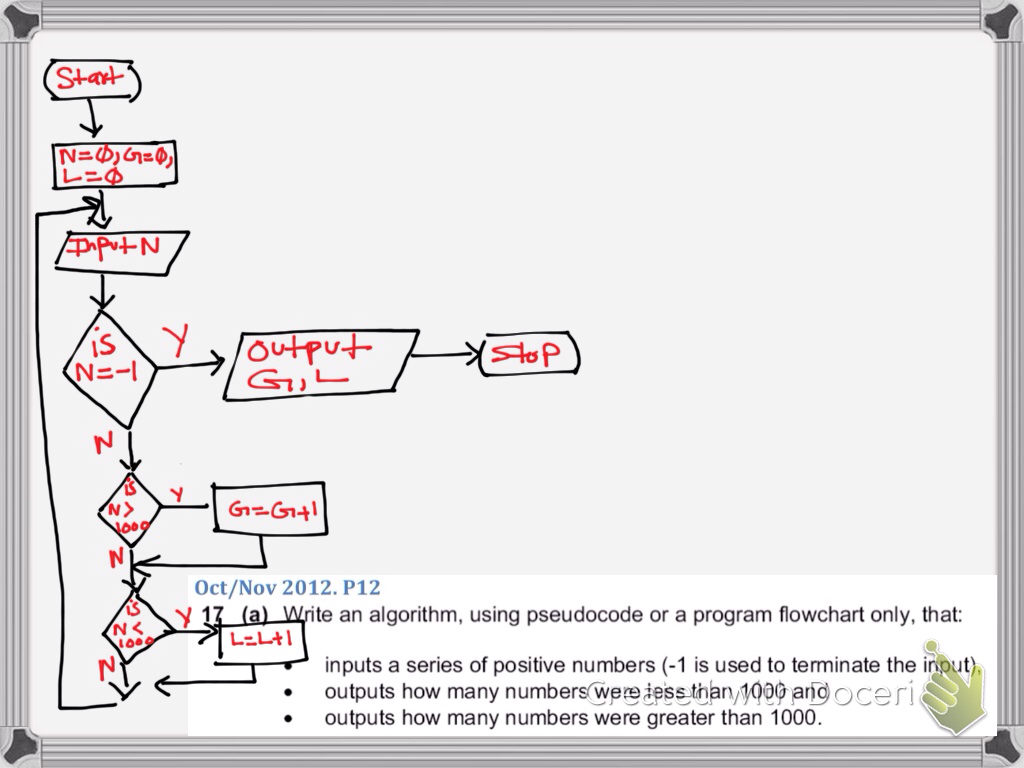 Start
N=Ø, G=Ø,
L=Ø
Input N
is
N=-1
Y
Output
G, L
Stop
N
is
N>
1000
Y
G=G+1
N
is
N<
1000
Y
L=L+1
N
Oct/Nov 2012. P12
17 (a) Write an algorithm, using pseudocode or a program flowchart only, that:
• inputs a series of positive numbers (-1 is used to terminate the input),
• outputs how many numbers were less than 1000 and
• outputs how many numbers were greater than 1000.
Created with Doceri